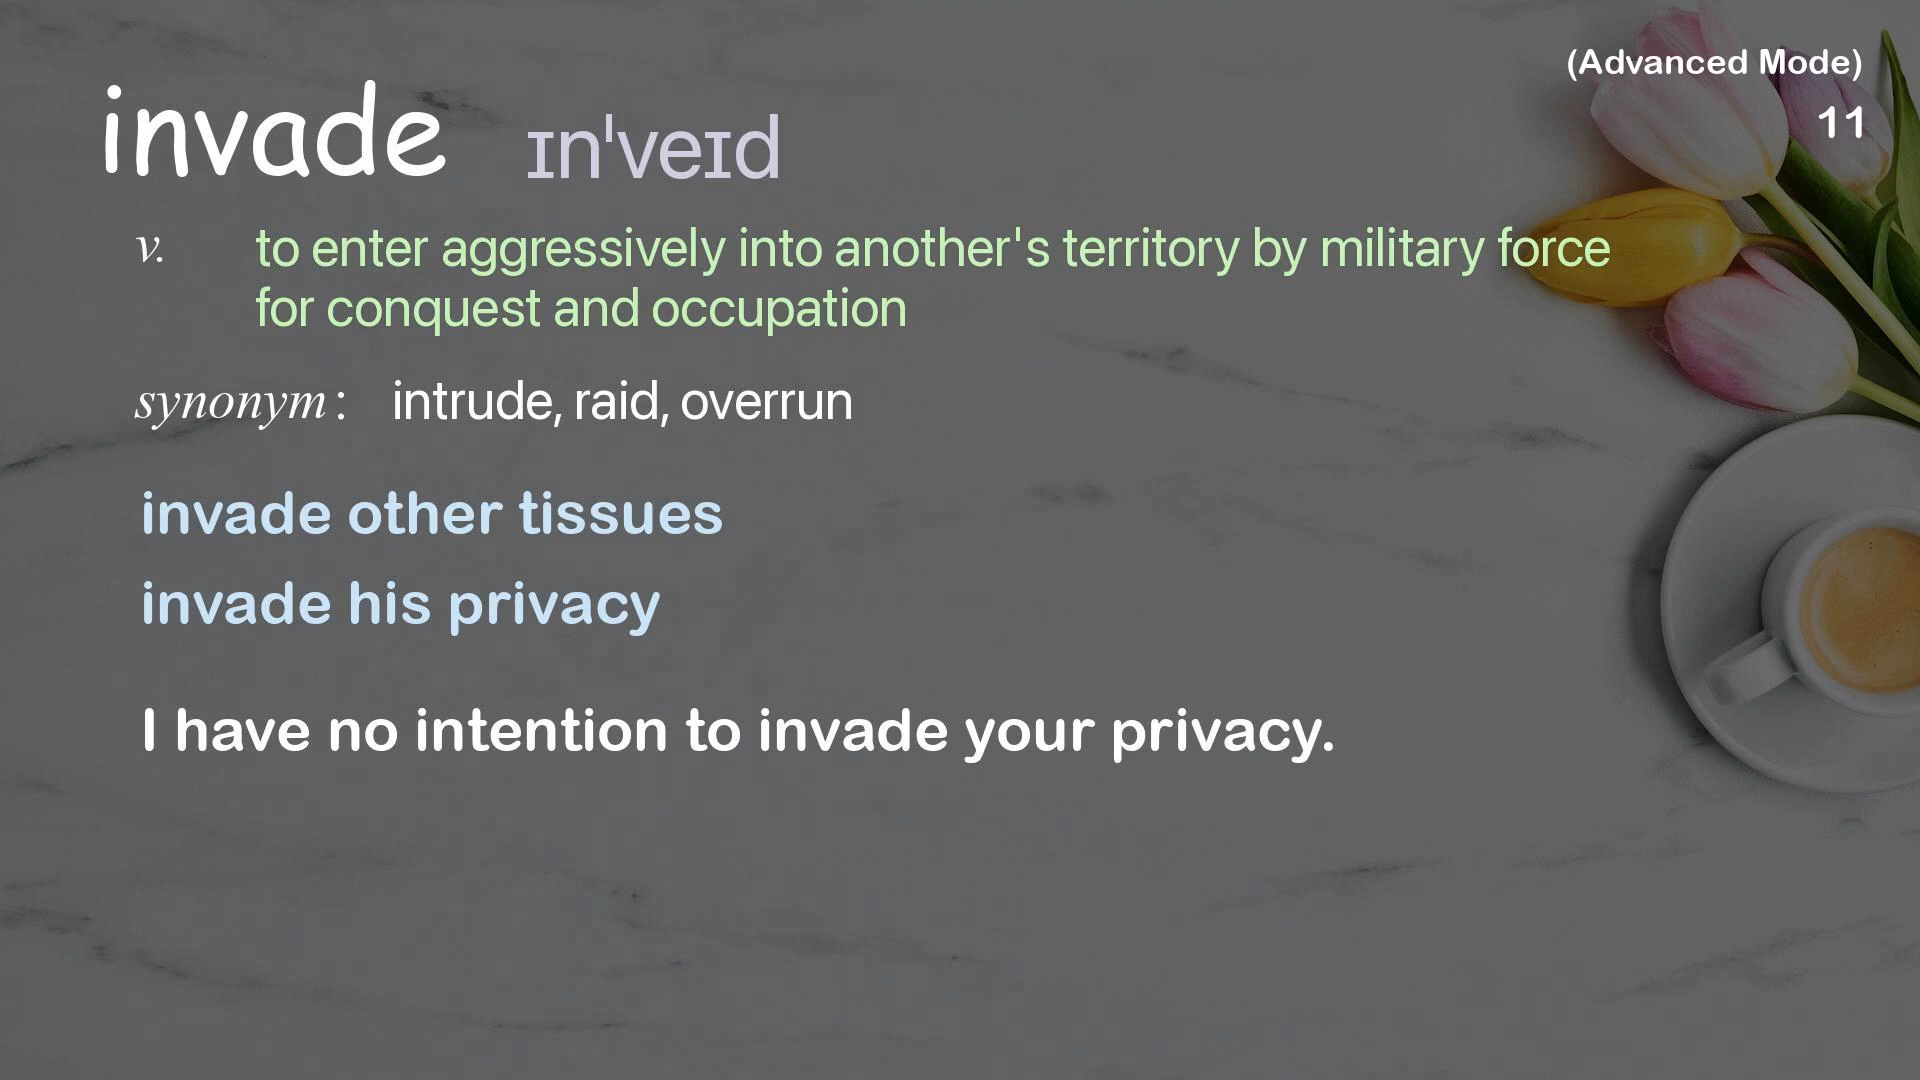 (Advanced Mode)
11
invade ɪnˈveɪd
v. to enter aggressively into another's territory by military force
for conquest and occupation
synonym: intrude, raid, overrun
invade other tissues
invade his privacy
I have no intention to invade your privacy.